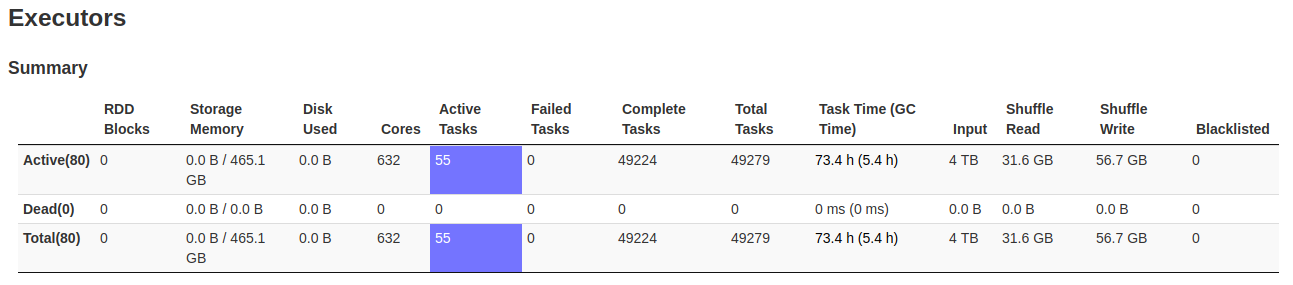 Executors
Summary
RDD Blocks Storage Memory Disk Used Cores Active Tasks Failed Tasks Complete Tasks Total Tasks Task Time (GC Time) Input Shuffle Read Shuffle Write Blacklisted
Active(80) 0 0.0 B / 465.1 GB 0.0 B 632 55 0 49224 49279 73.4 h (5.4 h) 4 TB 31.6 GB 56.7 GB 0
Dead(0) 0 0.0 B / 0.0 B 0.0 B 0 0 0 0 0 0 ms (0 ms) 0.0 B 0.0 B 0.0 B 0
Total(80) 0 0.0 B / 465.1 GB 0.0 B 632 55 0 49224 49279 73.4 h (5.4 h) 4 TB 31.6 GB 56.7 GB 0